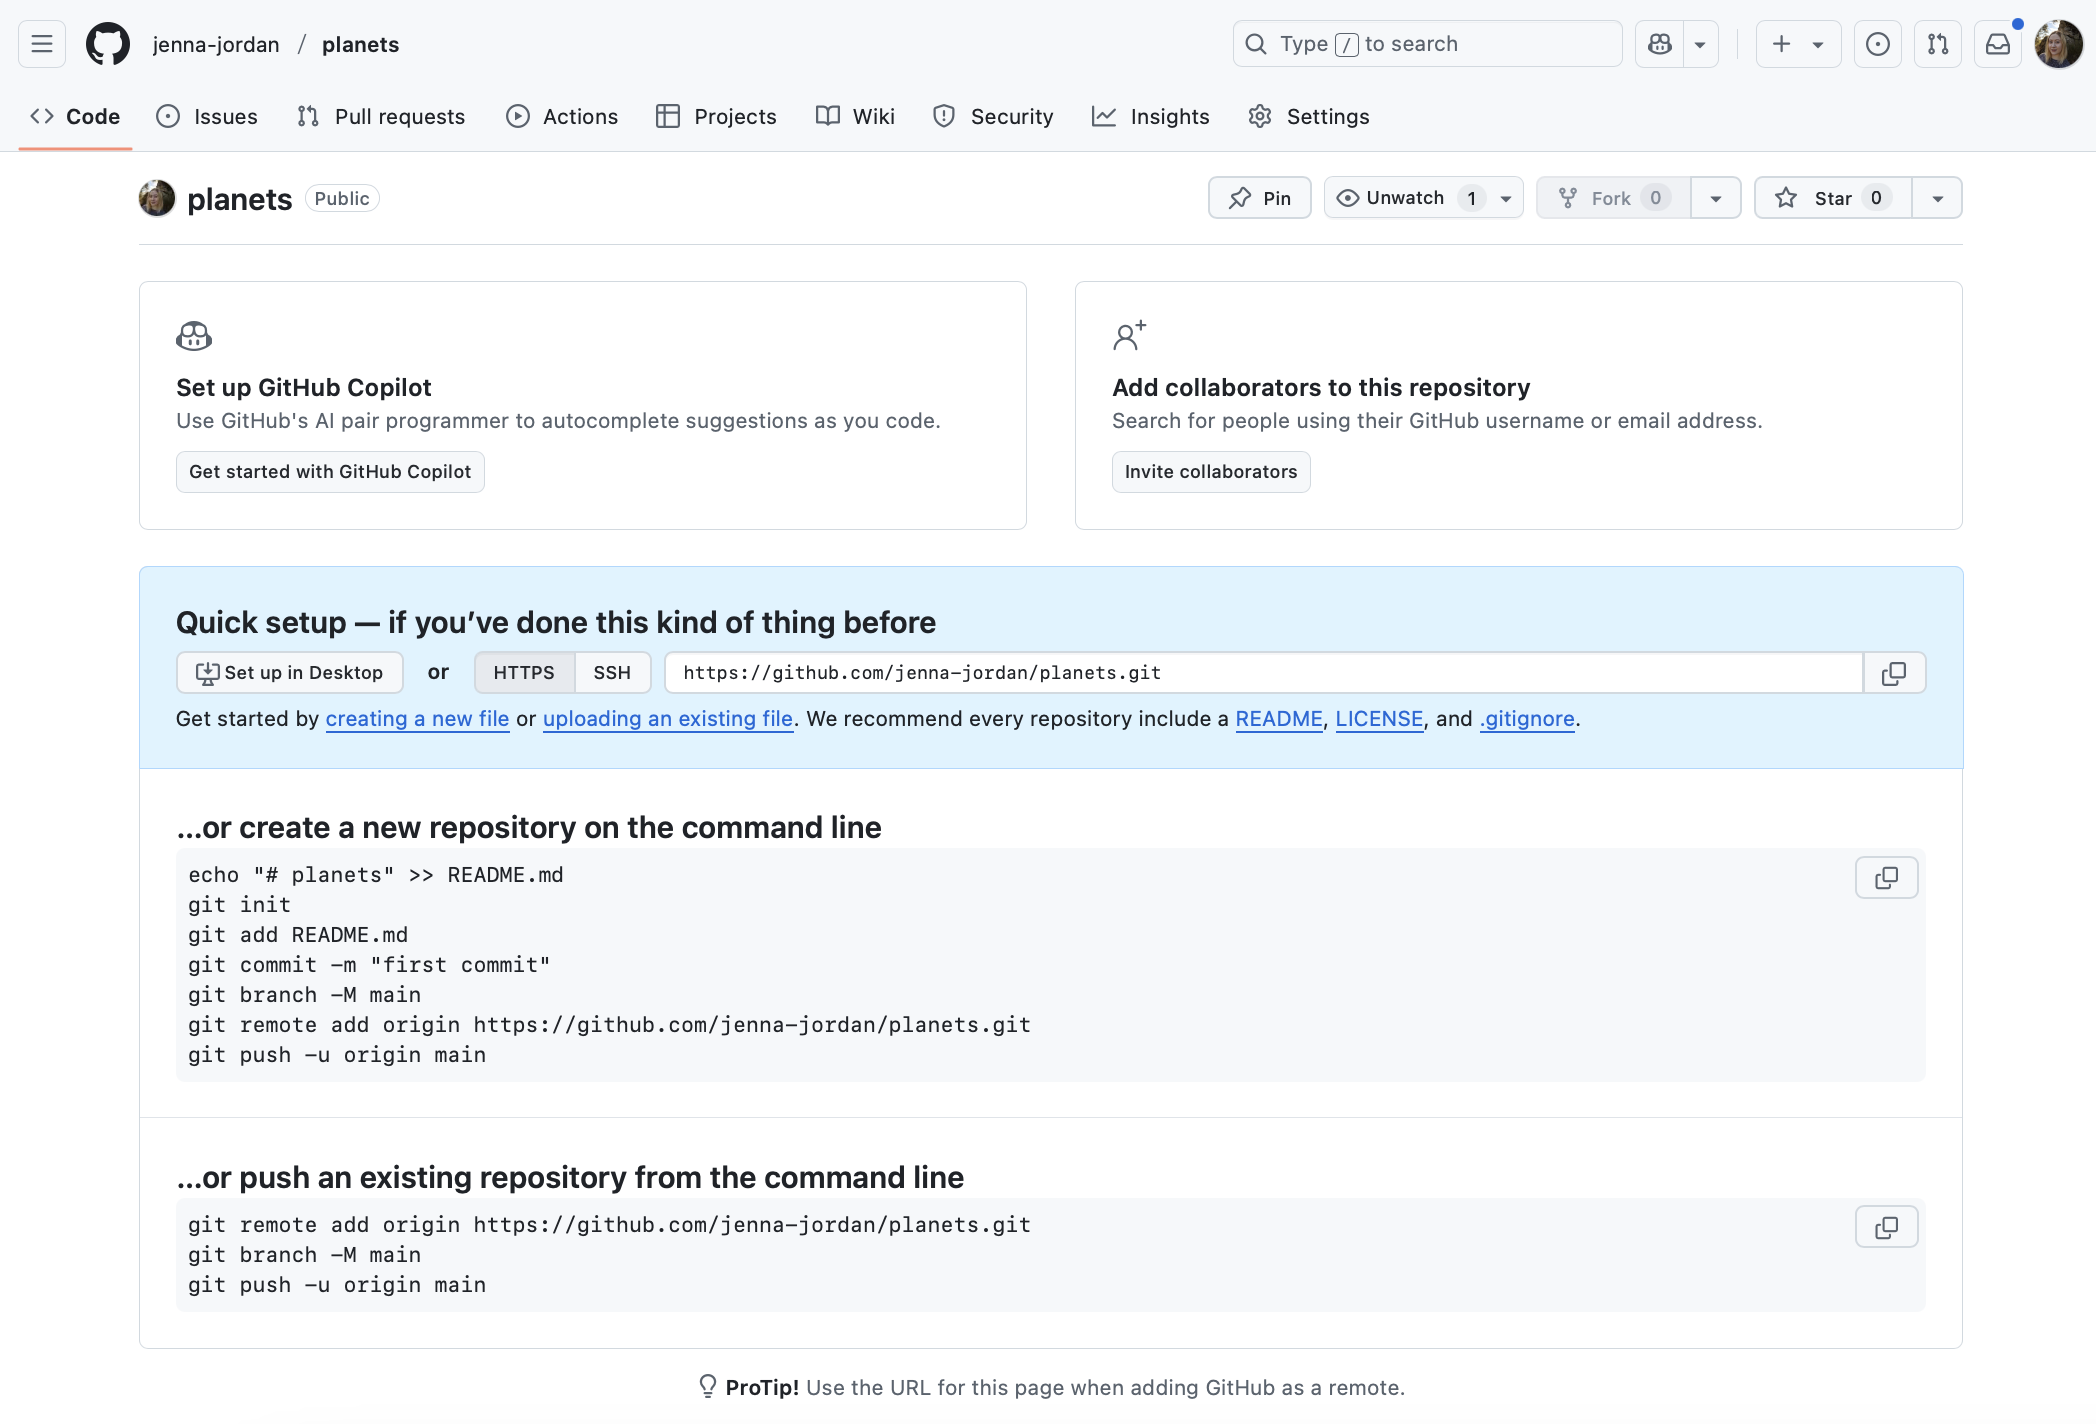 jenna-jordan / planets
Type / to search
Code Issues Pull requests Actions Projects Wiki Security Insights Settings
planets Public
Pin Unwatch 1 Fork 0 Star 0
Set up GitHub Copilot
Use GitHub's AI pair programmer to autocomplete suggestions as you code.
Get started with GitHub Copilot
Add collaborators to this repository
Search for people using their GitHub username or email address.
Invite collaborators
Quick setup — if you’ve done this kind of thing before
Set up in Desktop or HTTPS SSH https://github.com/jenna-jordan/planets.git
Get started by creating a new file or uploading an existing file. We recommend every repository include a README, LICENSE, and .gitignore.
…or create a new repository on the command line
echo "# planets" >> README.md
git init
git add README.md
git commit -m "first commit"
git branch -M main
git remote add origin https://github.com/jenna-jordan/planets.git
git push -u origin main
…or push an existing repository from the command line
git remote add origin https://github.com/jenna-jordan/planets.git
git branch -M main
git push -u origin main
ProTip! Use the URL for this page when adding GitHub as a remote.